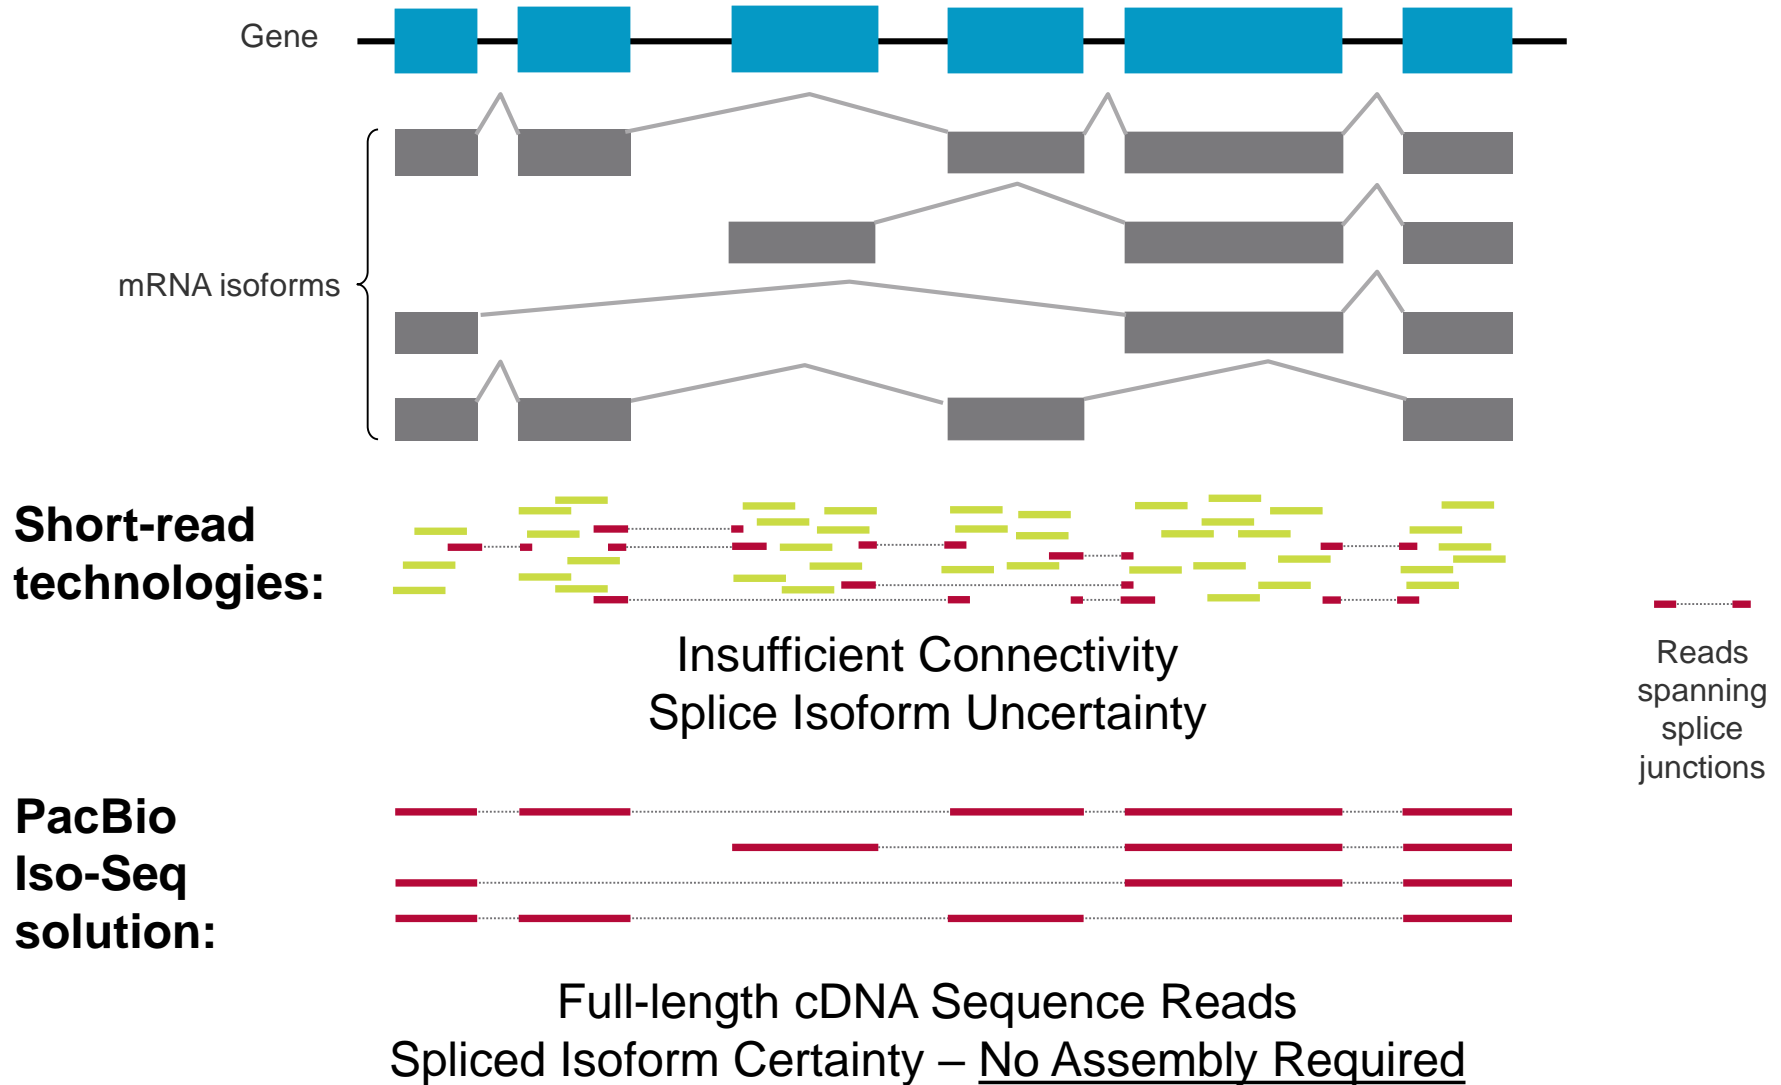 Gene
mRNA isoforms
Short-read
technologies:
Insufficient Connectivity
Splice Isoform Uncertainty
Reads
spanning
splice
junctions
PacBio
Iso-Seq
solution:
Full-length cDNA Sequence Reads
Spliced Isoform Certainty – No Assembly Required